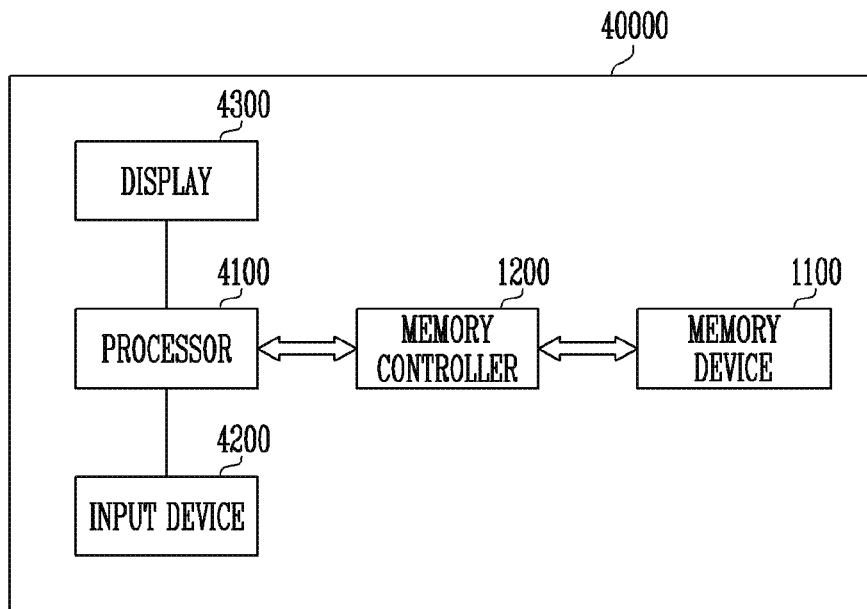 40000
4300
DISPLAY
4100
PROCESSOR
1200
MEMORY
CONTROLLER
1100
MEMORY
DEVICE
4200
INPUT DEVICE